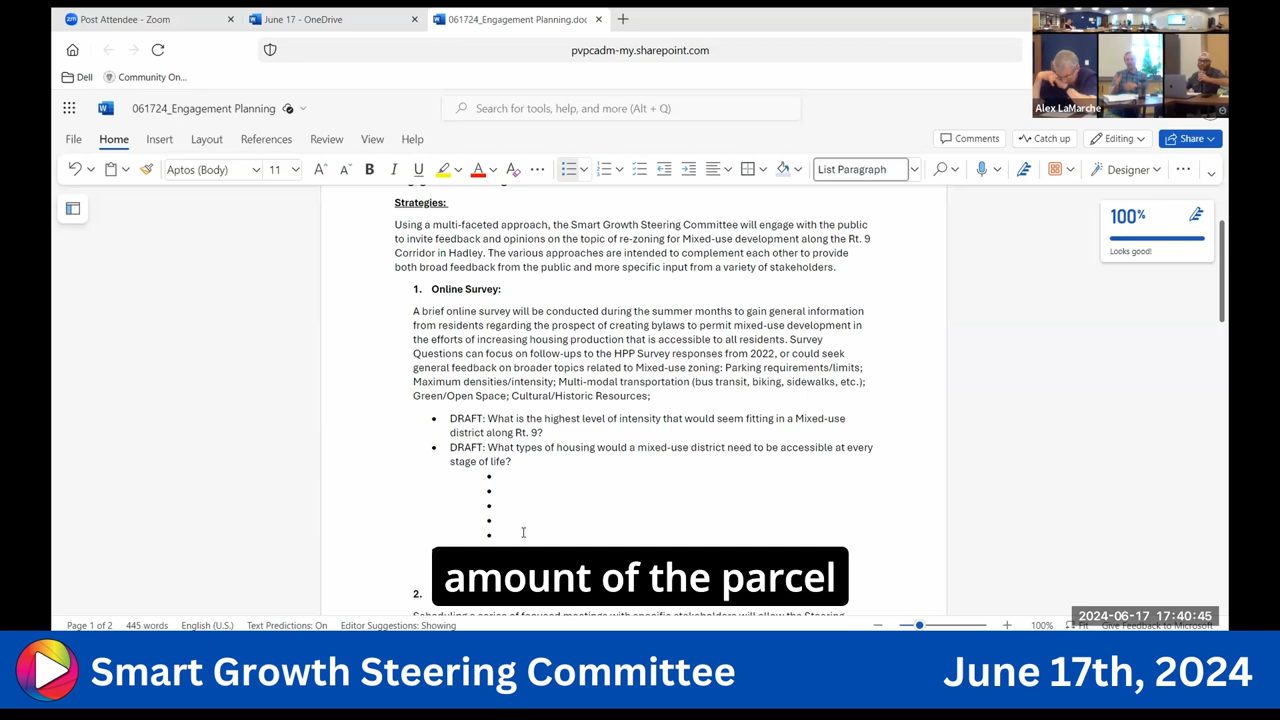 Post Attendee - Zoom
June 17 - OneDrive
061724_Engagement Planning.doc
pvpcadm-my.sharepoint.com
Dell
Community On...
Alex LaMarche
061724_Engagement Planning
Search for tools, help, and more (Alt + Q)
File Home Insert Layout References Review View Help
Comments Catch up Editing Share
Aptos (Body) 11 List Paragraph Designer
Strategies:
Using a multi-faceted approach, the Smart Growth Steering Committee will engage with the public
to invite feedback and opinions on the topic of re-zoning for Mixed-use development along the Rt. 9
Corridor in Hadley. The various approaches are intended to complement each other to provide
both broad feedback from the public and more specific input from a variety of stakeholders.
100%
Looks good!
1. Online Survey:
A brief online survey will be conducted during the summer months to gain general information
from residents regarding the prospect of creating bylaws to permit mixed-use development in
the efforts of increasing housing production that is accessible to all residents. Survey
Questions can focus on follow-ups to the HPP Survey responses from 2022, or could seek
general feedback on broader topics related to Mixed-use zoning: Parking requirements/limits;
Maximum densities/intensity; Multi-modal transportation (bus transit, biking, sidewalks, etc.);
Green/Open Space; Cultural/Historic Resources;
• DRAFT: What is the highest level of intensity that would seem fitting in a Mixed-use
district along Rt. 9?
• DRAFT: What types of housing would a mixed-use district need to be accessible at every
stage of life?
amount of the parcel
2.
2024-06-17 17:40:45
Page 1 of 2 445 words English (U.S.) Text Predictions: On Editor Suggestions: Showing 100% Fit Give Feedback to Microsoft
Smart Growth Steering Committee
June 17th, 2024